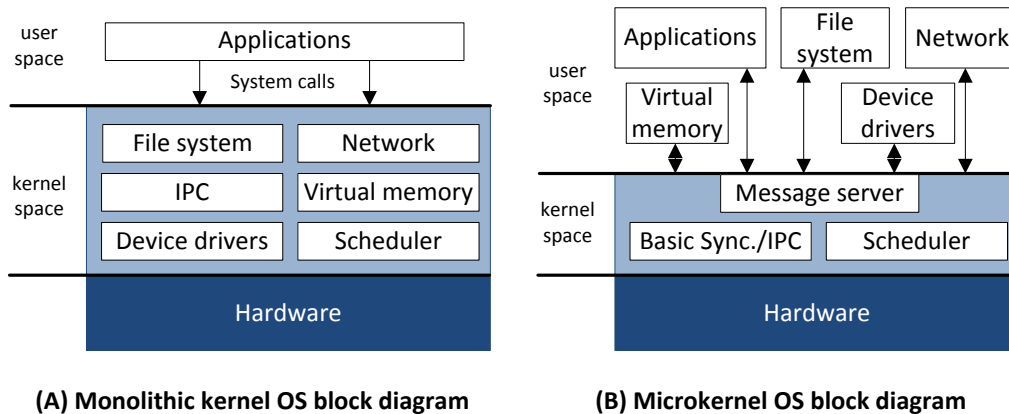 user
space
Applications
System calls
kernel
space
File system
Network
IPC
Virtual memory
Device drivers
Scheduler
Hardware
(A) Monolithic kernel OS block diagram
user
space
Applications
File
system
Network
Virtual
memory
Device
drivers
kernel
space
Message server
Basic Sync./IPC
Scheduler
Hardware
(B) Microkernel OS block diagram